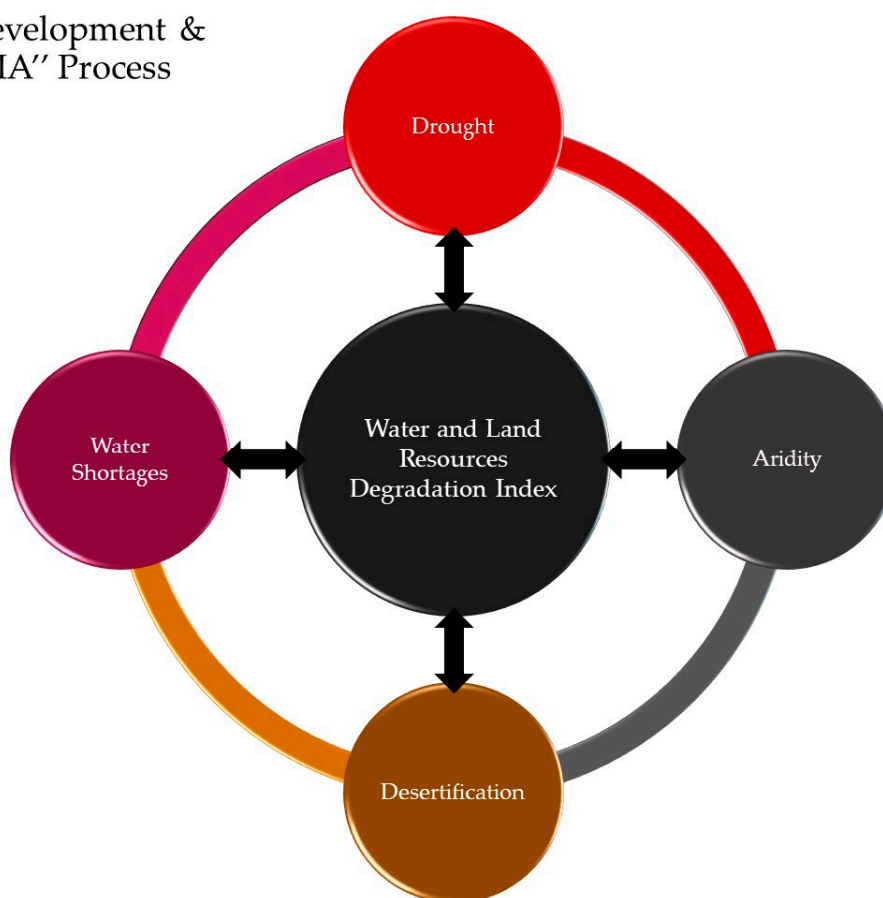 evelopment &
IA” Process
Drought
Water and Land
Resources
Degradation Index
Water
Shortages
Aridity
Desertification